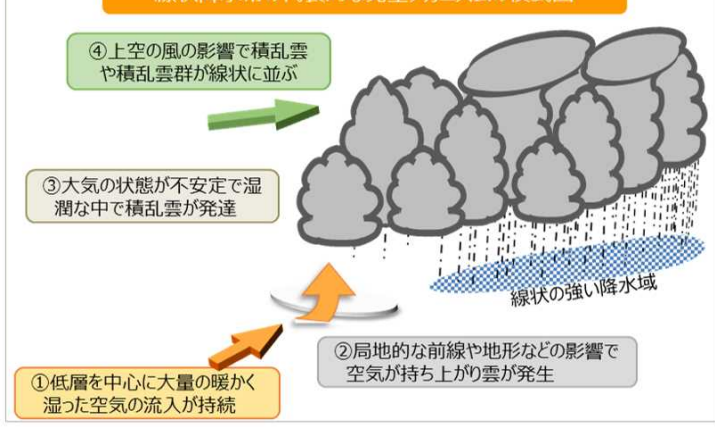 ④上空の風の影響で積乱雲
や積乱雲群が線状に並ぶ
③大気の状態が不安定で湿
潤な中で積乱雲が発達
線状の強い降水域
②局地的な前線や地形などの影響で
空気が持ち上がり雲が発生
①低層を中心に大量の暖かく
湿った空気の流入が持続